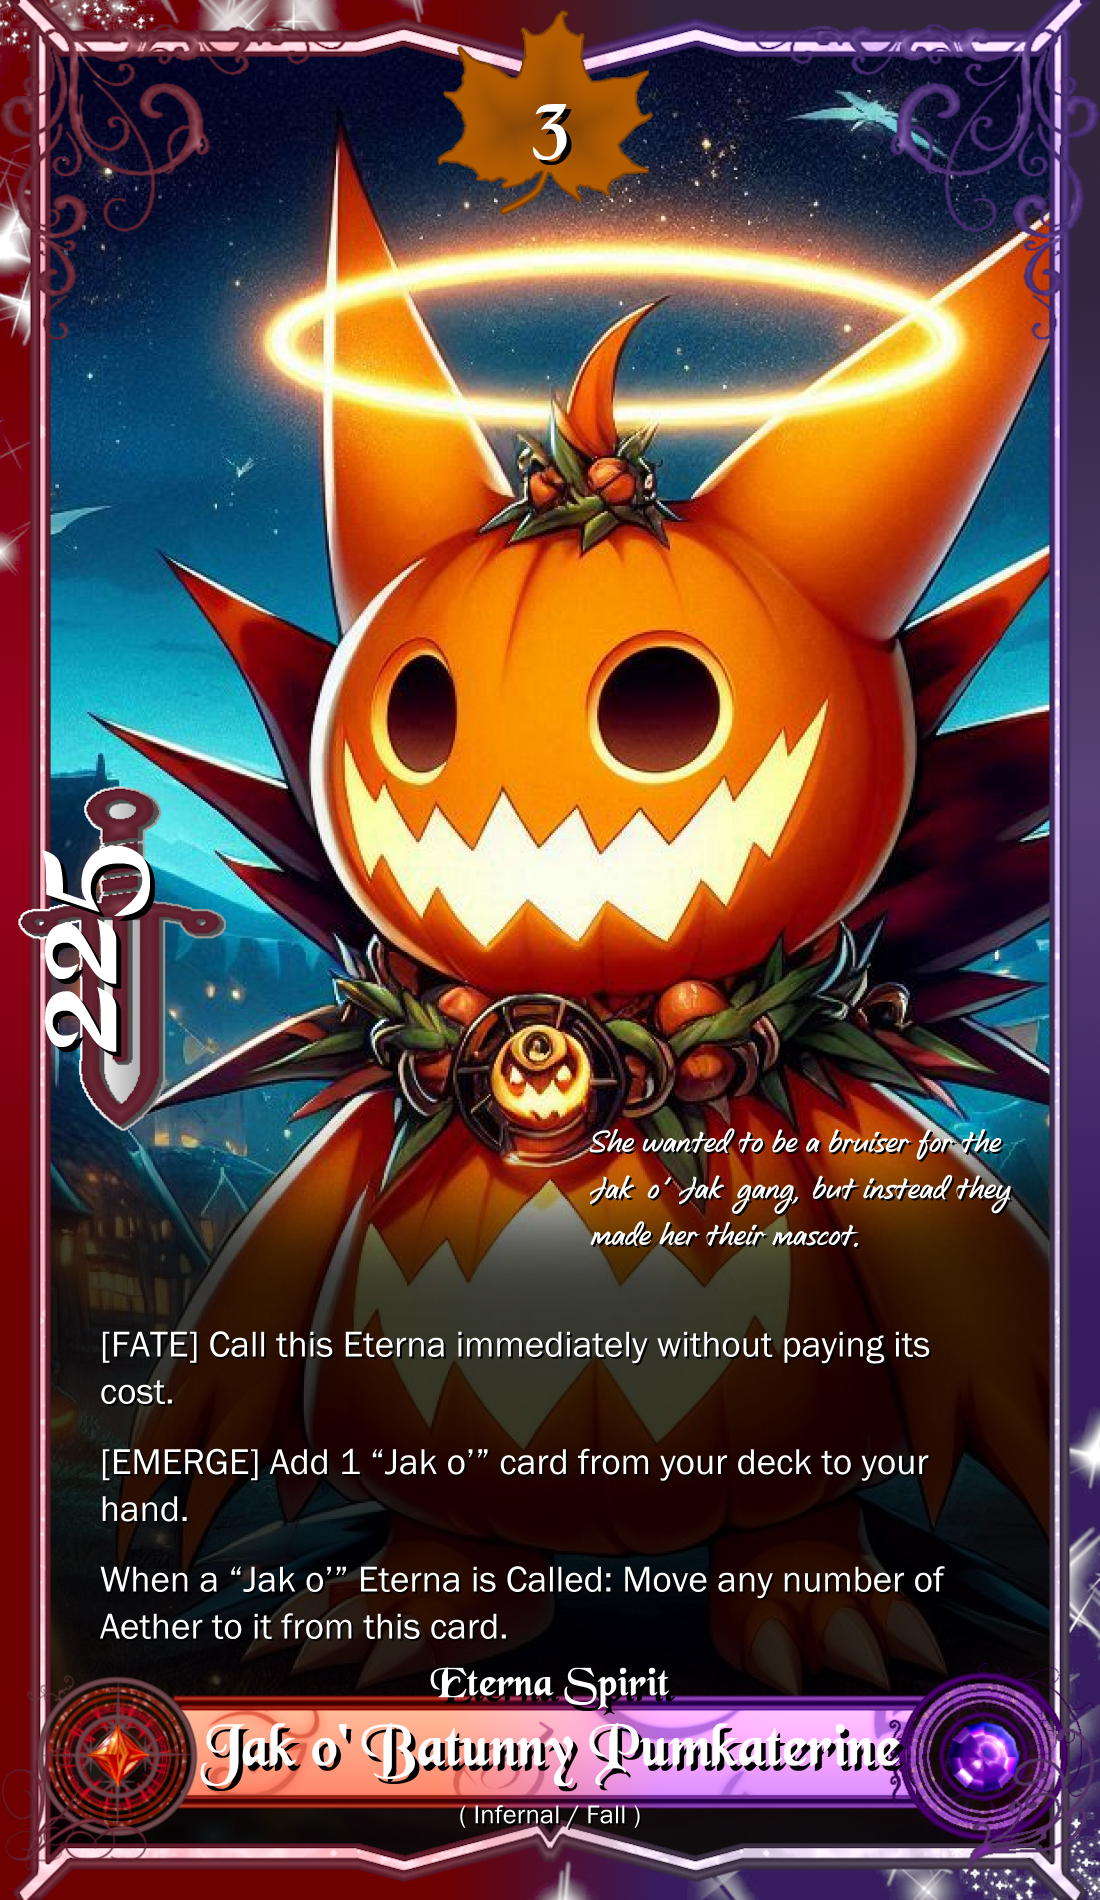 3
225
She wanted to be a bruiser for the
Jak o' Jak gang, but instead they
made her their mascot.
[FATE] Call this Eterna immediately without paying its
cost.
[EMERGE] Add 1 “Jak o’” card from your deck to your
hand.
When a “Jak o’” Eterna is Called: Move any number of
Aether to it from this card.
Eterna Spirit
Jak o' Batunny Pumkaterine
( Infernal / Fall )